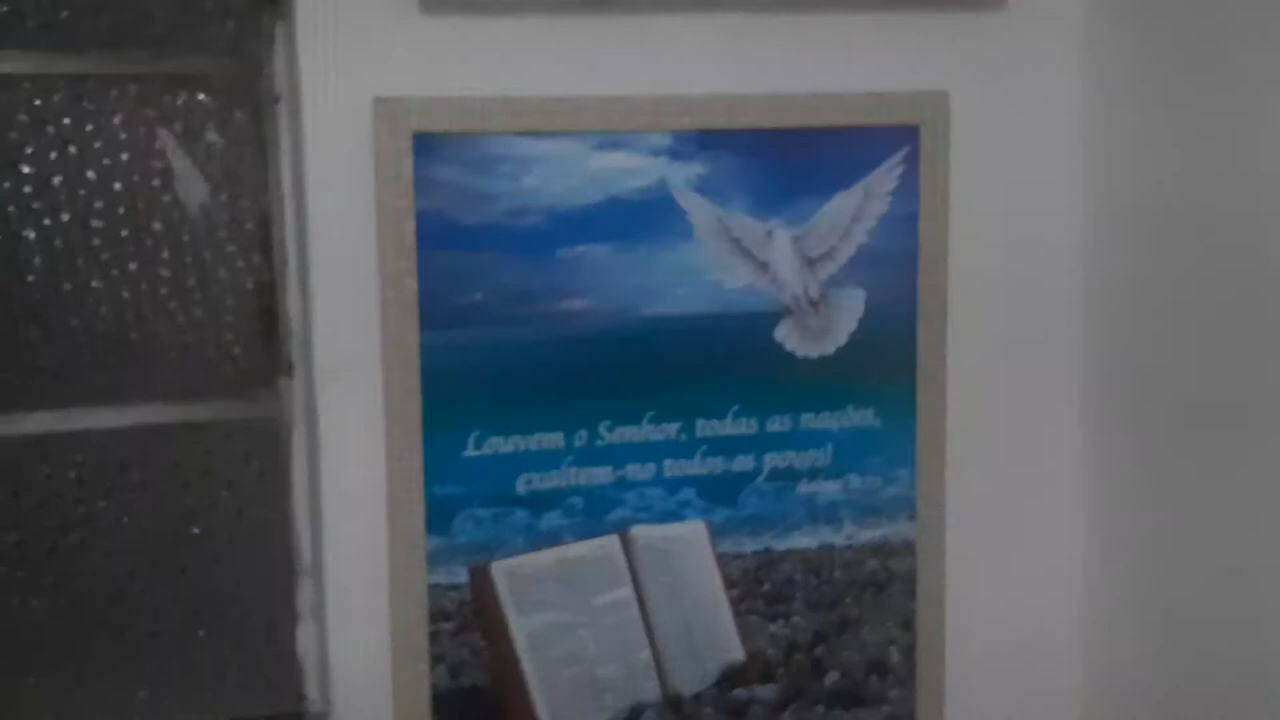 Louvem o Senhor, todas as nações,
exaltem-no todos os povos!